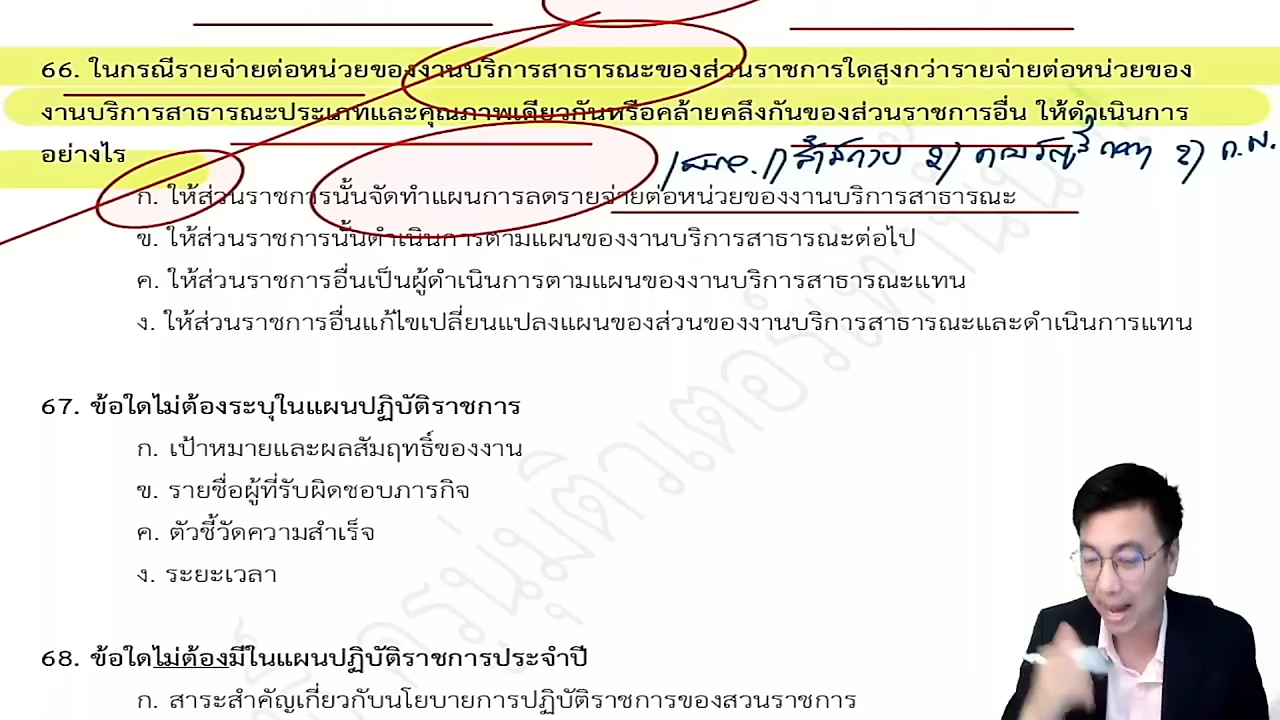 66. ในกรณีรายจ่ายต่อหน่วยของงานบริการสาธารณะของส่วนราชการใดสูงกว่ารายจ่ายต่อหน่วยของ
งานบริการสาธารณะประเภทและคุณภาพเดียวกันหรือคล้ายคลึงกันของส่วนราชการอื่น ให้ดำเนินการ
อย่างไร
ก. ให้ส่วนราชการนั้นจัดทำแผนการลดรายจ่ายต่อหน่วยของงานบริการสาธารณะ
ข. ให้ส่วนราชการนั้นดำเนินการตามแผนของงานบริการสาธารณะต่อไป
ค. ให้ส่วนราชการอื่นเป็นผู้ดำเนินการตามแผนของงานบริการสาธารณะแทน
ง. ให้ส่วนราชการอื่นแก้ไขเปลี่ยนแปลงแผนของส่วนของงานบริการสาธารณะและดำเนินการแทน
67. ข้อใดไม่ต้องระบุในแผนปฏิบัติราชการ
ก. เป้าหมายและผลสัมฤทธิ์ของงาน
ข. รายชื่อผู้ที่รับผิดชอบภารกิจ
ค. ตัวชี้วัดความสำเร็จ
ง. ระยะเวลา
68. ข้อใดไม่ต้องมีในแผนปฏิบัติราชการประจำปี
ก. สาระสำคัญเกี่ยวกับนโยบายการปฏิบัติราชการของสวนราชการ